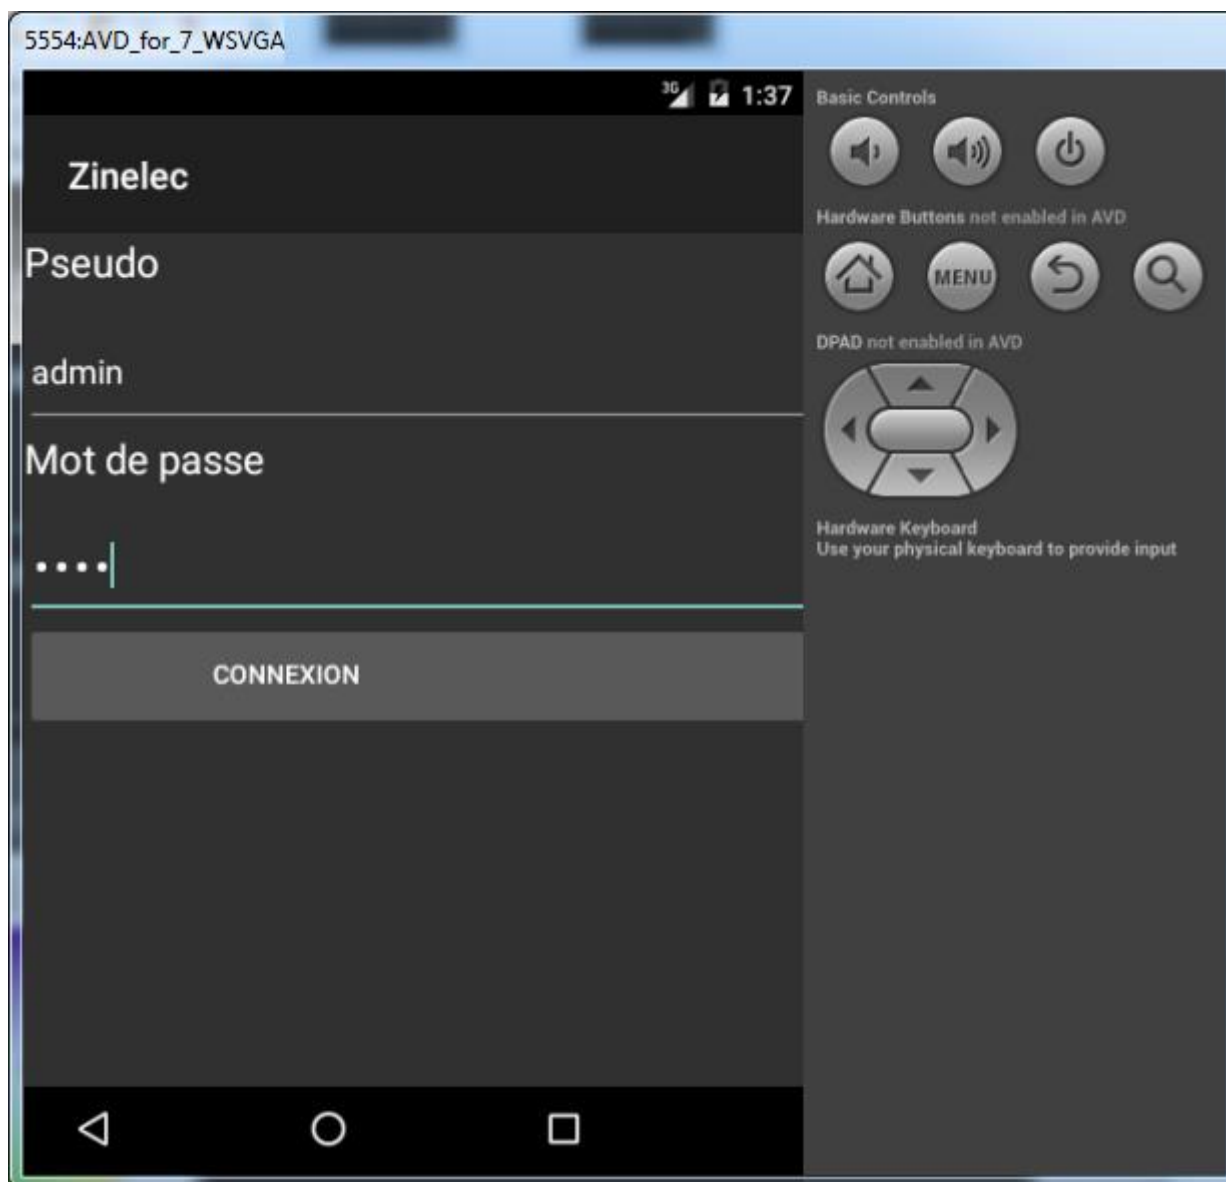 5554:AVD_for_7_WSVGA
3G 1:37
Zinelec
Pseudo
admin
Mot de passe
••••
CONNEXION
Basic Controls
Hardware Buttons not enabled in AVD
MENU
DPAD not enabled in AVD
Hardware Keyboard
Use your physical keyboard to provide input